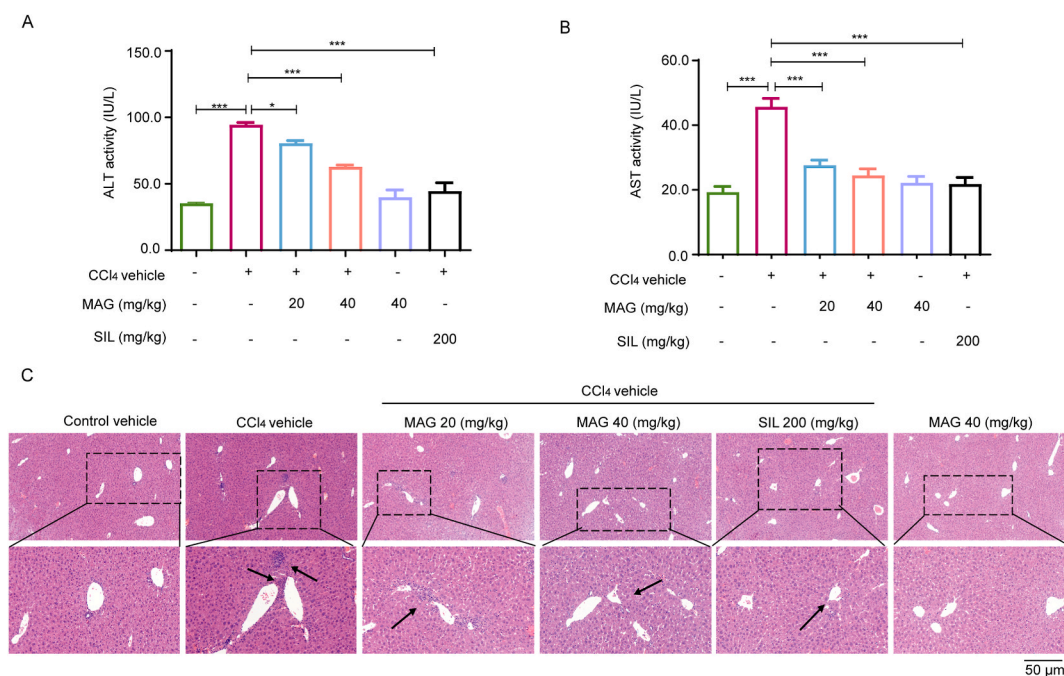 A
ALT activity (IU/L)
150.0
100.0
50.0
0.0
***
***
***
*
CCl₄ vehicle - + + + - +
MAG (mg/kg) - - 20 40 40 -
SIL (mg/kg) - - - - - 200
B
AST activity (IU/L)
60.0
40.0
20.0
0.0
***
***
***
***
CCl₄ vehicle - + + + - +
MAG (mg/kg) - - 20 40 40 -
SIL (mg/kg) - - - - - 200
C
CCl₄ vehicle
Control vehicle CCl₄ vehicle MAG 20 (mg/kg) MAG 40 (mg/kg) SIL 200 (mg/kg) MAG 40 (mg/kg)
50 µm